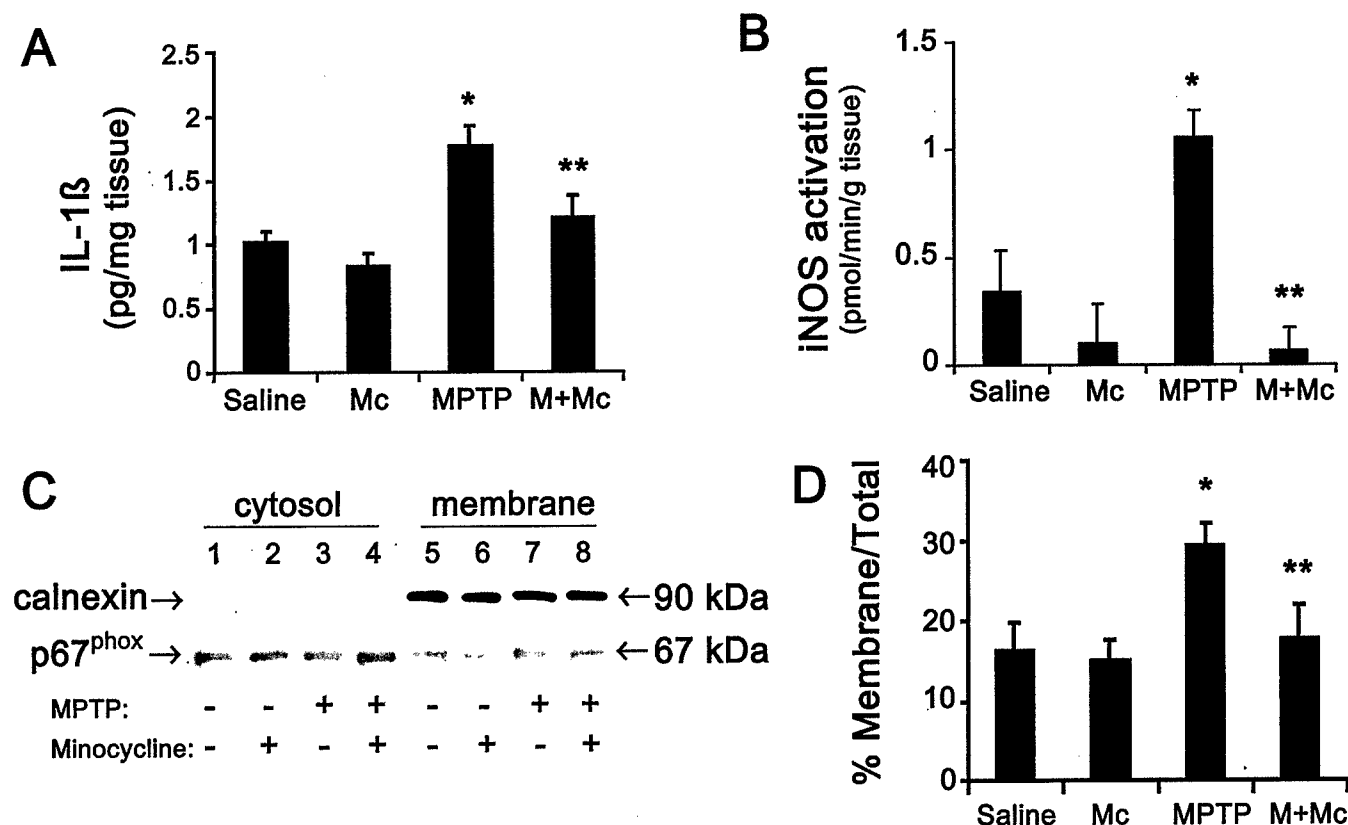 A
IL-1ß
(pg/mg tissue)
2.5
2
1.5
1
0.5
0
*
**
Saline Mc MPTP M+Mc
B
iNOS activation
(pmol/min/g tissue)
1.5
1
0.5
0
*
**
Saline Mc MPTP M+Mc
C
cytosol membrane
1 2 3 4 5 6 7 8
calnexin→ ←90 kDa
p67phox→ ←67 kDa
MPTP: - - + + - - + +
Minocycline: - + - + - + - +
D
% Membrane/Total
40
30
20
10
0
*
**
Saline Mc MPTP M+Mc